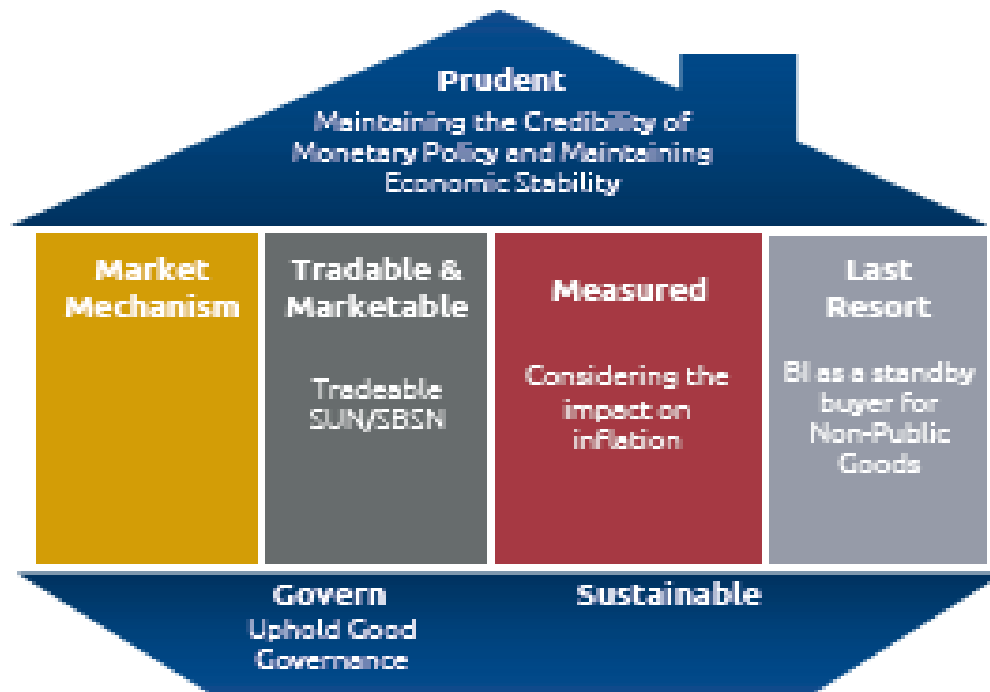 Prudent
Maintaining the Credibility of
Monetary Policy and Maintaining
Economic Stability
Market
Mechanism
Tradable &
Marketable
Tradeable
SUN/SBSN
Measured
Considering the
impact on
inflation
Last
Resort
BI as a standby
buyer for
Non-Public
Goods
Govern
Uphold Good
Governance
Sustainable